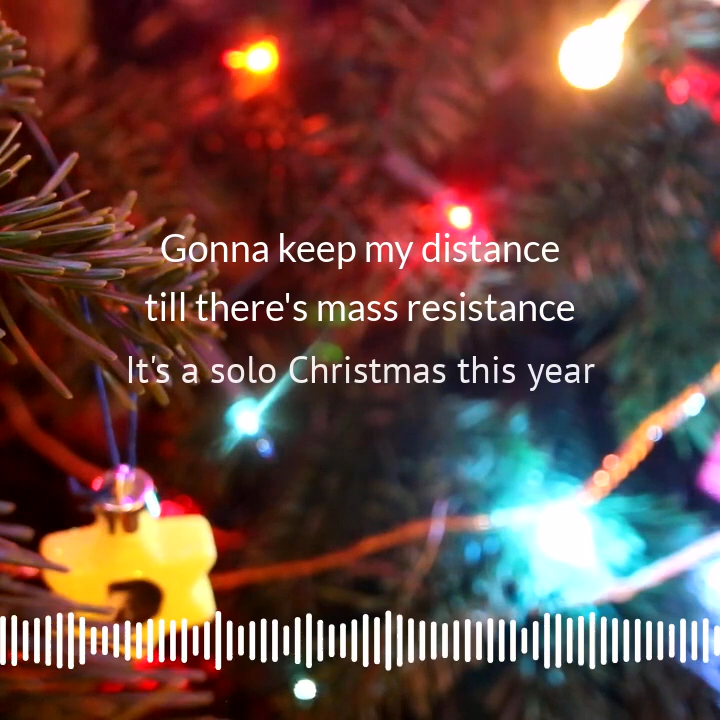 Gonna keep my distance
till there's mass resistance
It's a solo Christmas this year